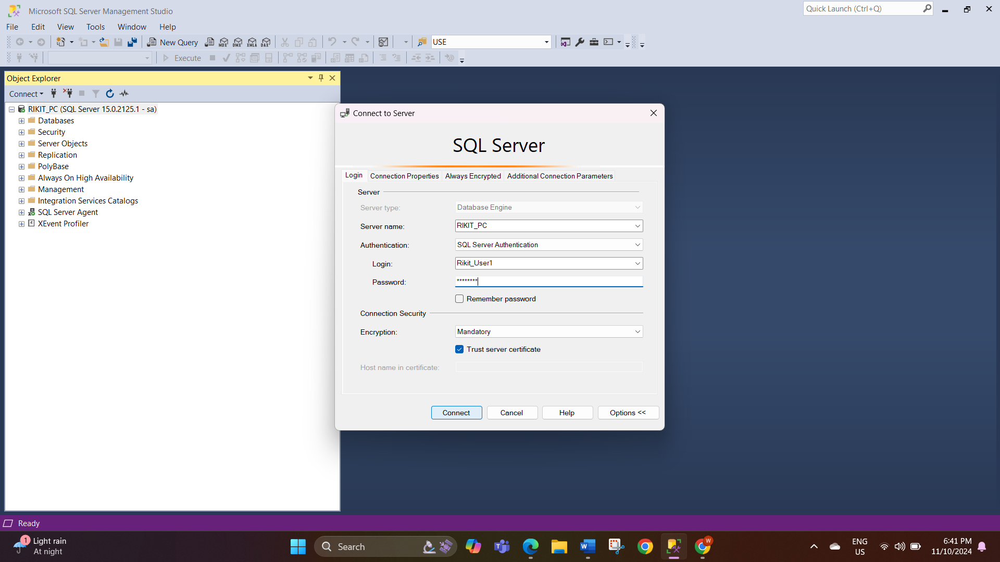 Microsoft SQL Server Management Studio
Quick Launch (Ctrl+Q)
File Edit View Tools Window Help
New Query MDX DMX XMLA DAX USE
Execute
Object Explorer
Connect
RIKIT_PC (SQL Server 15.0.2125.1 - sa)
Databases
Security
Server Objects
Replication
PolyBase
Always On High Availability
Management
Integration Services Catalogs
SQL Server Agent
XEvent Profiler
Connect to Server
SQL Server
Login Connection Properties Always Encrypted Additional Connection Parameters
Server
Server type: Database Engine
Server name: RIKIT_PC
Authentication: SQL Server Authentication
Login: Rikit_User1
Password: ********
Remember password
Connection Security
Encryption: Mandatory
Trust server certificate
Host name in certificate:
Connect Cancel Help Options <<
Ready
1 Light rain
At night
Search
W
W
ENG
US
6:41 PM
11/10/2024